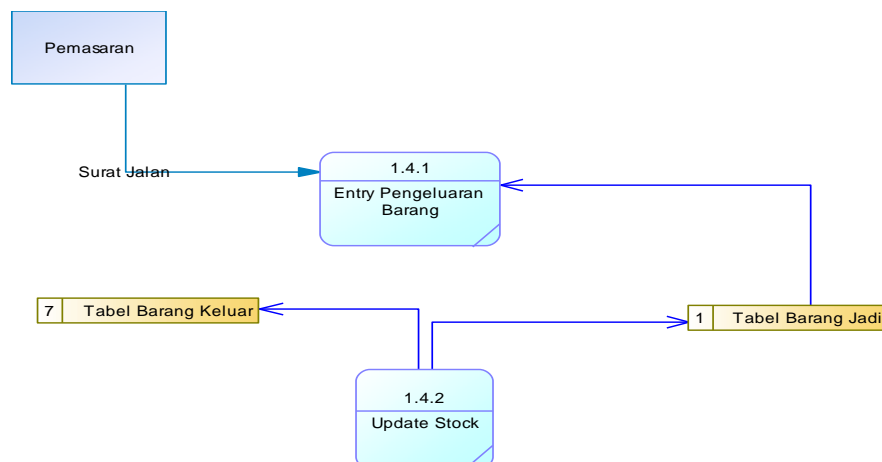 Pemasaran
Surat Jalan
1.4.1
Entry Pengeluaran
Barang
7 Tabel Barang Keluar
1 Tabel Barang Jadi
1.4.2
Update Stock